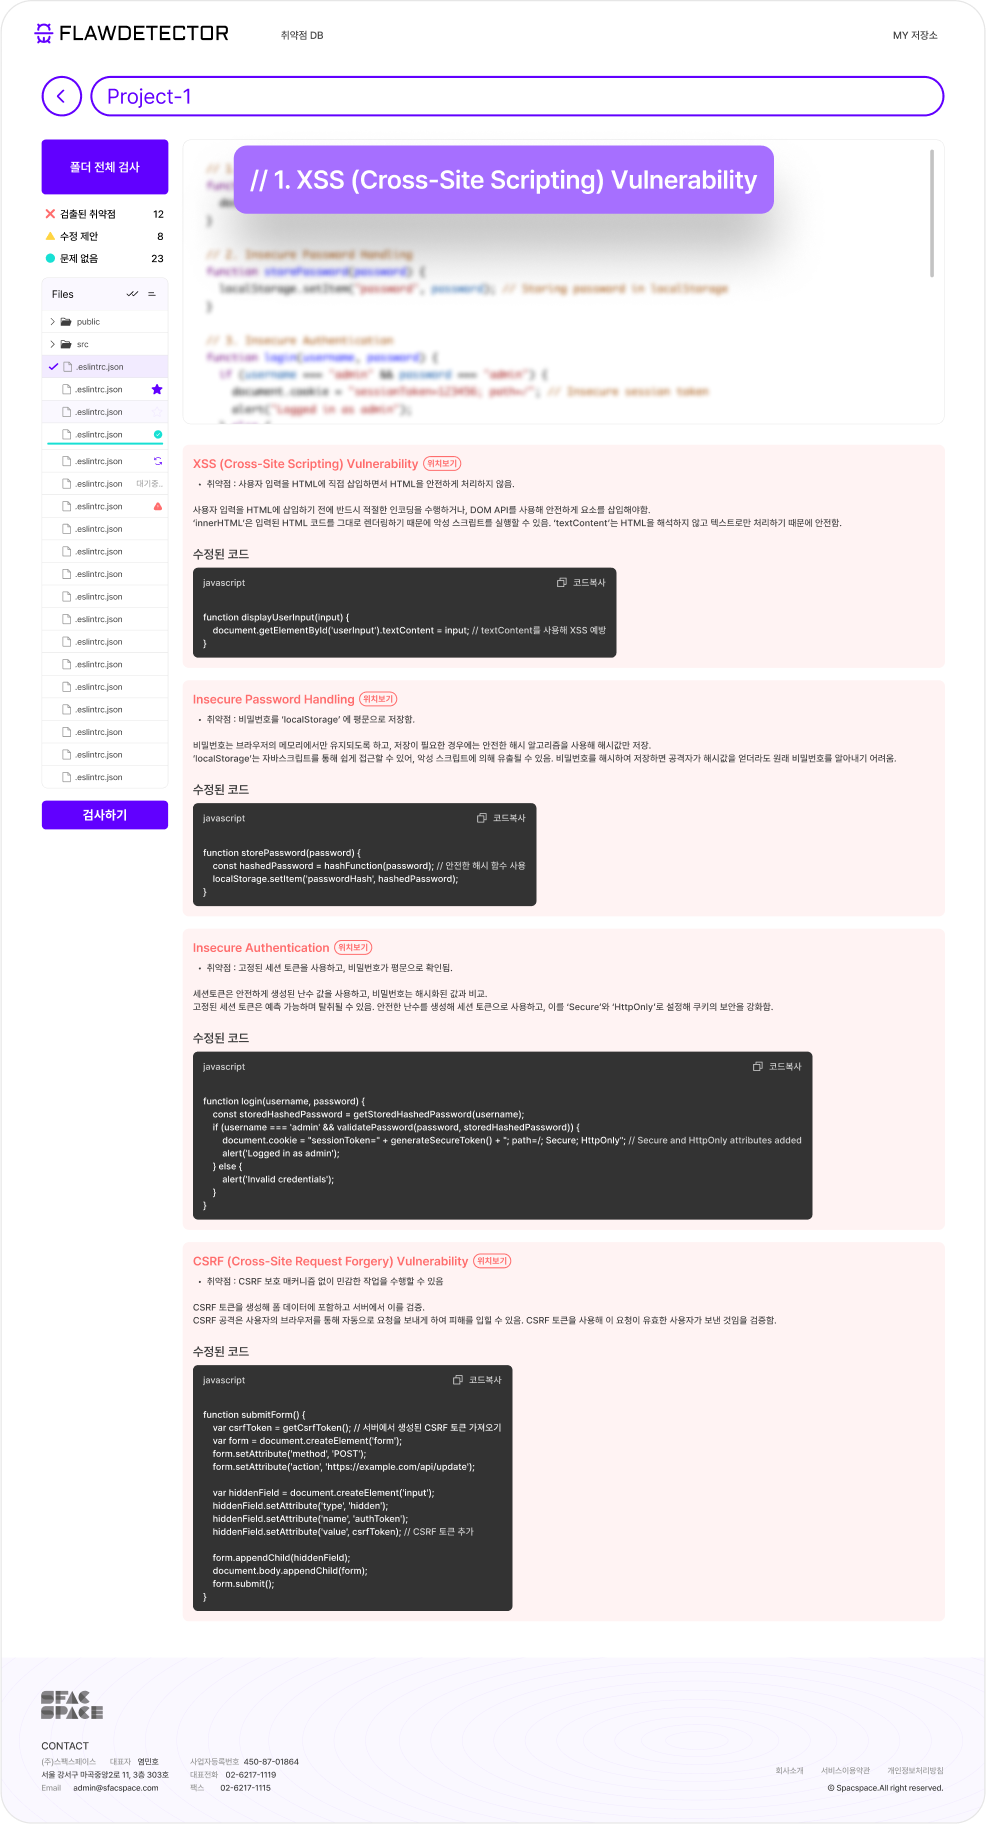 FLAWDETECTOR
취약점 DB
MY 저장소
Project-1
폴더 전체 검사
검출된 취약점 12
수정 제안 8
문제 없음 23
Files
public
src
.eslintrc.json
.eslintrc.json
.eslintrc.json
.eslintrc.json
.eslintrc.json
.eslintrc.json 대기중..
.eslintrc.json
.eslintrc.json
.eslintrc.json
.eslintrc.json
.eslintrc.json
.eslintrc.json
.eslintrc.json
.eslintrc.json
.eslintrc.json
.eslintrc.json
.eslintrc.json
.eslintrc.json
.eslintrc.json
검사하기
// 1. XSS (Cross-Site Scripting) Vulnerability
}
// 2. Insecure Password Handling
function storePassword(password) {
localStorage.setItem("password", password); // Storing password in localStorage
}
// 3. Insecure Authentication
function login(username, password) {
if (username === "admin" && password === "admin") {
document.cookie = "sessionToken=123456; path=/"; // Insecure session token
alert("Logged in as admin");
XSS (Cross-Site Scripting) Vulnerability 위치보기
• 취약점 : 사용자 입력을 HTML에 직접 삽입하면서 HTML을 안전하게 처리하지 않음.
사용자 입력을 HTML에 삽입하기 전에 반드시 적절한 인코딩을 수행하거나, DOM API를 사용해 안전하게 요소를 삽입해야함.
‘innerHTML’은 입력된 HTML 코드를 그대로 렌더링하기 때문에 악성 스크립트를 실행할 수 있음. ‘textContent’는 HTML을 해석하지 않고 텍스트로만 처리하기 때문에 안전함.
수정된 코드
javascript 코드복사
function displayUserInput(input) {
document.getElementById('userInput').textContent = input; // textContent를 사용해 XSS 예방
}
Insecure Password Handling 위치보기
• 취약점 : 비밀번호를 ‘localStorage’ 에 평문으로 저장함.
비밀번호는 브라우저의 메모리에서만 유지되도록 하고, 저장이 필요한 경우에는 안전한 해시 알고리즘을 사용해 해시값만 저장.
‘localStorage’는 자바스크립트를 통해 쉽게 접근할 수 있어, 악성 스크립트에 의해 유출될 수 있음. 비밀번호를 해시하여 저장하면 공격자가 해시값을 얻더라도 원래 비밀번호를 알아내기 어려움.
수정된 코드
javascript 코드복사
function storePassword(password) {
const hashedPassword = hashFunction(password); // 안전한 해시 함수 사용
localStorage.setItem('passwordHash', hashedPassword);
}
Insecure Authentication 위치보기
• 취약점 : 고정된 세션 토큰을 사용하고, 비밀번호가 평문으로 확인됨.
세션토큰은 안전하게 생성된 난수 값을 사용하고, 비밀번호는 해시화된 값과 비교.
고정된 세션 토큰은 예측 가능하며 탈취될 수 있음. 안전한 난수를 생성해 세션 토큰으로 사용하고, 이를 ‘Secure’와 ‘HttpOnly’로 설정해 쿠키의 보안을 강화함.
수정된 코드
javascript 코드복사
function login(username, password) {
const storedHashedPassword = getStoredHashedPassword(username);
if (username === 'admin' && validatePassword(password, storedHashedPassword)) {
document.cookie = "sessionToken=" + generateSecureToken() + "; path=/; Secure; HttpOnly"; // Secure and HttpOnly attributes added
alert('Logged in as admin');
} else {
alert('Invalid credentials');
}
}
CSRF (Cross-Site Request Forgery) Vulnerability 위치보기
• 취약점 : CSRF 보호 매커니즘 없이 민감한 작업을 수행할 수 있음
CSRF 토큰을 생성해 폼 데이터에 포함하고 서버에서 이를 검증.
CSRF 공격은 사용자의 브라우저를 통해 자동으로 요청을 보내게 하여 피해를 입힐 수 있음. CSRF 토큰을 사용해 이 요청이 유효한 사용자가 보낸 것임을 검증함.
수정된 코드
javascript 코드복사
function submitForm() {
var csrfToken = getCsrfToken(); // 서버에서 생성된 CSRF 토큰 가져오기
var form = document.createElement('form');
form.setAttribute('method', 'POST');
form.setAttribute('action', 'https://example.com/api/update');
var hiddenField = document.createElement('input');
hiddenField.setAttribute('type', 'hidden');
hiddenField.setAttribute('name', 'authToken');
hiddenField.setAttribute('value', csrfToken); // CSRF 토큰 추가
form.appendChild(hiddenField);
document.body.appendChild(form);
form.submit();
}
SFAC
SPACE
CONTACT
(주)스팩스페이스 대표자 염민호 사업자등록번호 450-87-01864
서울 강서구 마곡중앙2로 11, 3층 303호 대표전화 02-6217-1119
Email admin@sfacspace.com 팩스 02-6217-1115
회사소개 서비스이용약관 개인정보처리방침
© Spacspace.All right reserved.